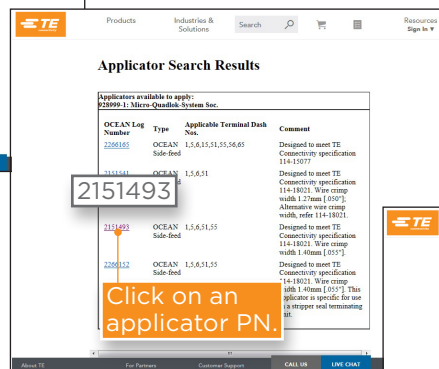 TE
connectivity
Products
Industries &
Solutions
Search
Resources
Sign In ▼
Applicator Search Results
Applicators available to apply:
928999-1: Micro-Quadlok-System Soc.
OCEAN Log
Number
Type
Applicable Terminal Dash
Nos.
Comment
2266165
OCEAN
Side-feed
1,5,6,15,51,55,56,65
Designed to meet TE
Connectivity specification
114-15077
2151541
OCEAN
1,5,6,51
Designed to meet TE
Connectivity specification
114-18021. Wire crimp
width 1.27mm [.050"];
Alternative wire crimp
width, refer 114-18021.
2151493
2151493
OCEAN
Side-feed
1,5,6,51,55
Designed to meet TE
Connectivity specification
114-18021. Wire crimp
width 1.40mm [.055"].
2266152
OCEAN
Side-feed
1,5,6,51,55
Designed to meet TE
Connectivity specification
114-18021. Wire crimp
width 1.40mm [.055"]. This
applicator is specific for use
a stripper seal terminating
unit.
Click on an
applicator PN.
About TE
For Partners
Customer Support
CALL US
LIVE CHAT
TE